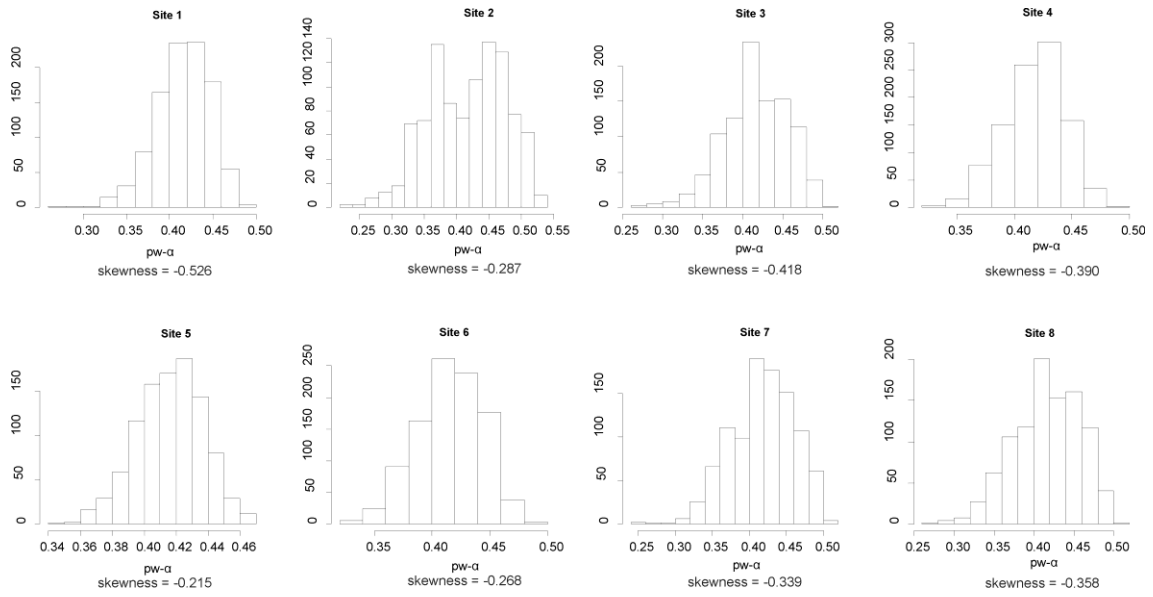 Site 1
0 50 100 150 200
0.30 0.35 0.40 0.45 0.50
pw-α
skewness = -0.526
Site 2
0 20 40 60 80 100 120 140
0.25 0.30 0.35 0.40 0.45 0.50 0.55
pw-α
skewness = -0.287
Site 3
0 50 100 150 200
0.25 0.30 0.35 0.40 0.45 0.50
pw-α
skewness = -0.418
Site 4
0 50 100 150 200 250 300
0.35 0.40 0.45 0.50
pw-α
skewness = -0.390
Site 5
0 50 100 150
0.34 0.36 0.38 0.40 0.42 0.44 0.46
pw-α
skewness = -0.215
Site 6
0 50 100 150 200 250
0.35 0.40 0.45 0.50
pw-α
skewness = -0.268
Site 7
0 50 100 150
0.25 0.30 0.35 0.40 0.45 0.50
pw-α
skewness = -0.339
Site 8
0 50 100 150 200
0.25 0.30 0.35 0.40 0.45 0.50
pw-α
skewness = -0.358